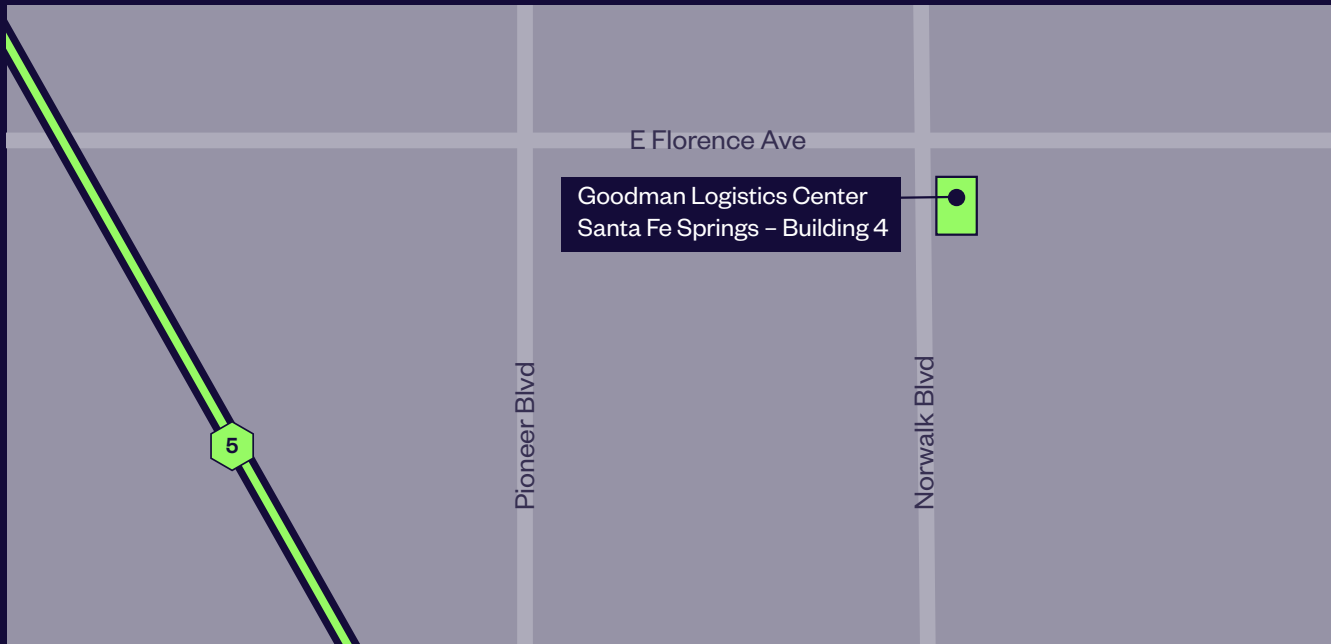 E Florence Ave
Goodman Logistics Center
Santa Fe Springs – Building 4
Pioneer Blvd
Norwalk Blvd
5